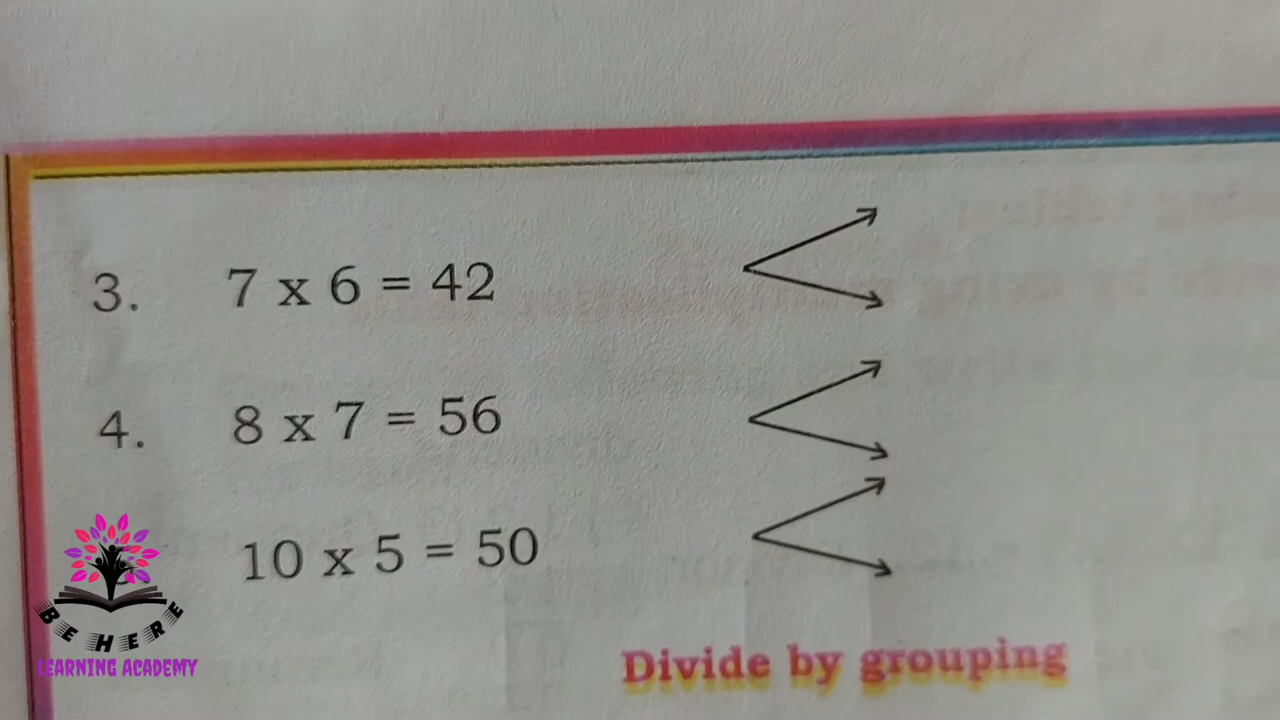 3. 7 x 6 = 42
4. 8 x 7 = 56
10 x 5 = 50
BE HERE
LEARNING ACADEMY
Divide by grouping